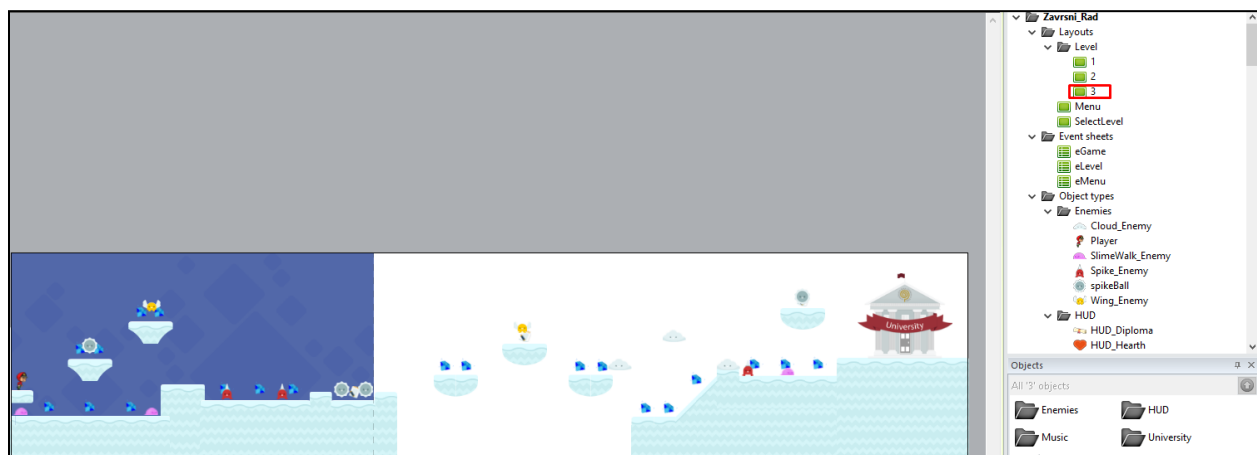 Zavrsni_Rad
Layouts
Level
1
2
3
Menu
SelectLevel
Event sheets
eGame
eLevel
eMenu
Object types
Enemies
Cloud_Enemy
Player
SlimeWalk_Enemy
Spike_Enemy
spikeBall
Wing_Enemy
HUD
HUD_Diploma
HUD_Hearth
University
Objects
All '3' objects
Enemies HUD
Music University